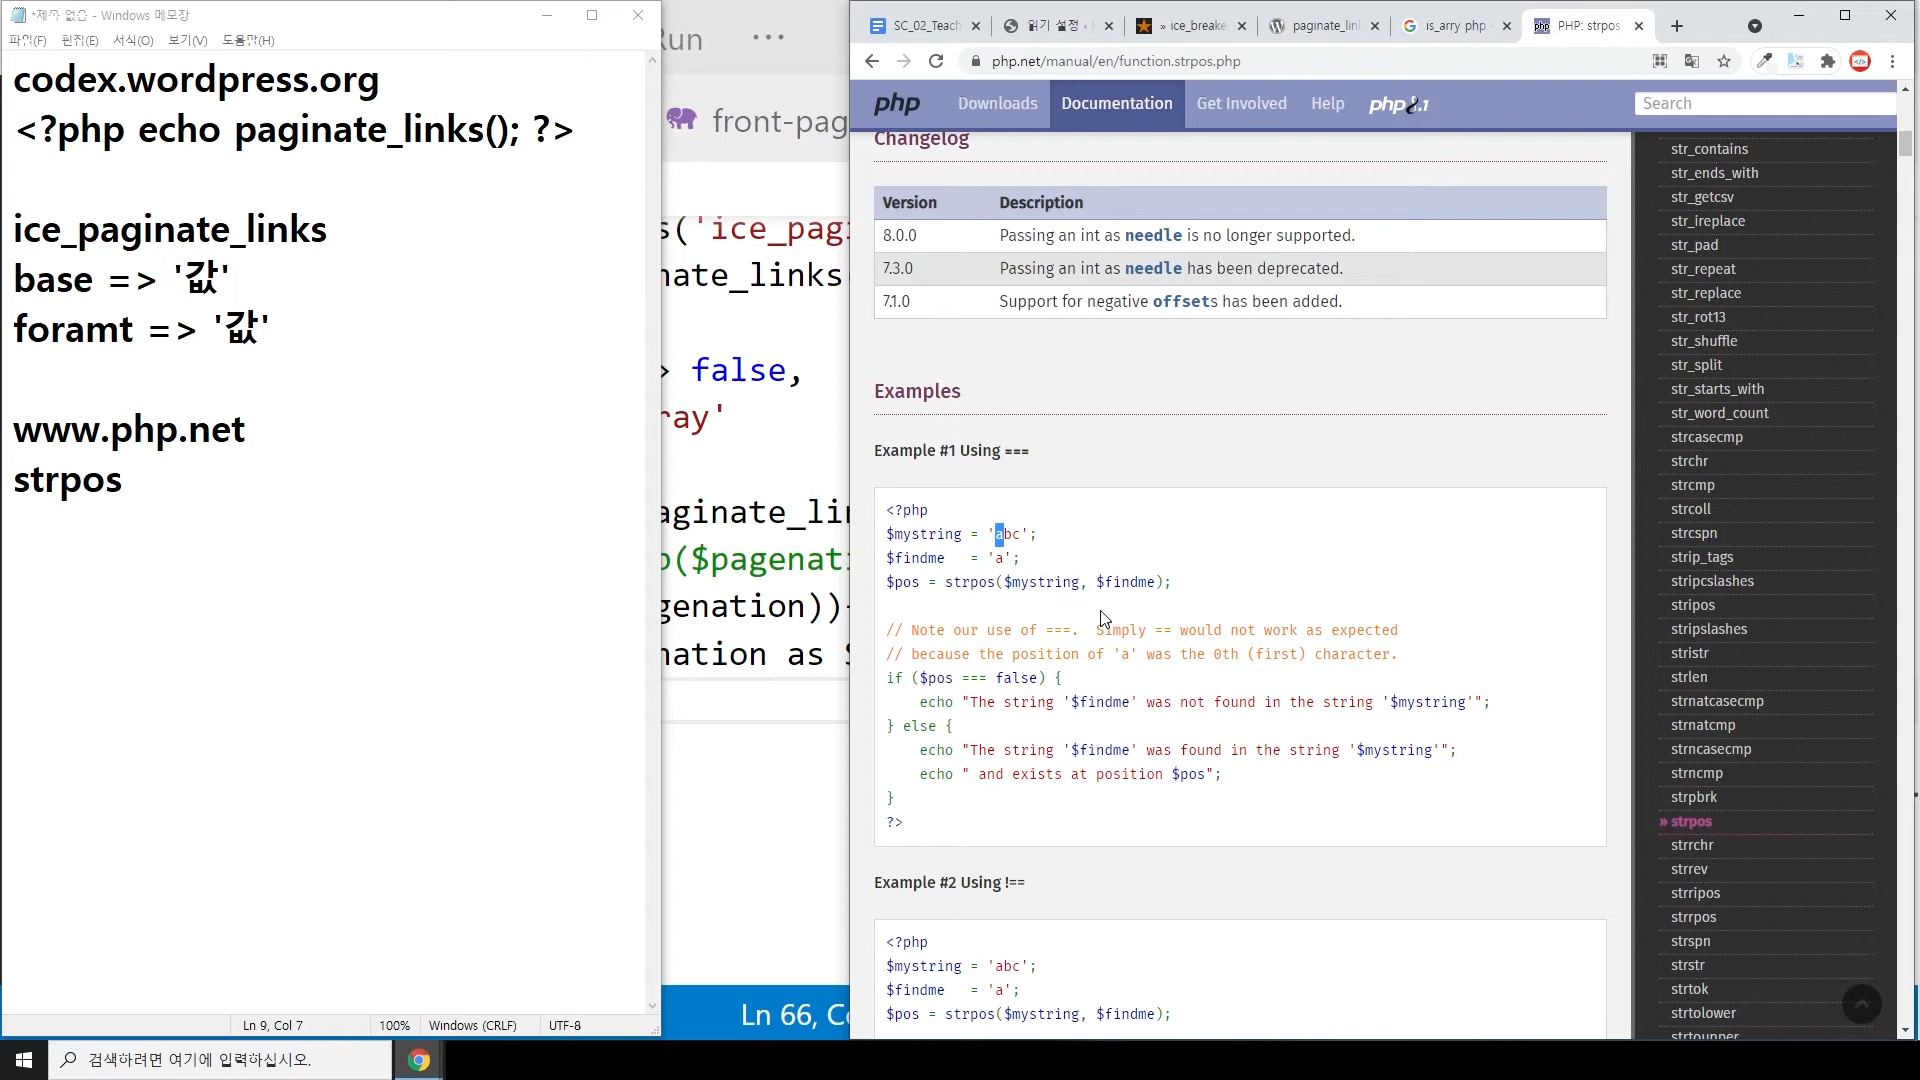 *제목 없음 - Windows 메모장
파일(F) 편집(E) 서식(O) 보기(V) 도움말(H)
codex.wordpress.org
<?php echo paginate_links(); ?>
ice_paginate_links
base => '값'
foramt => '값'
www.php.net
strpos
Ln 9, Col 7 100% Windows (CRLF) UTF-8
Run ···
front-pag
s('ice_pagi
nate_links
> false,
ray'
aginate_lin
p($pagenati
genation))
nation as $
Ln 66, Co
SC_02_Teach
읽기 설정 ‹
» ice_breake
paginate_lin
is_arry php -
PHP: strpos
php.net/manual/en/function.strpos.php
php Downloads Documentation Get Involved Help php8.1 Search
Changelog
Version Description
8.0.0 Passing an int as needle is no longer supported.
7.3.0 Passing an int as needle has been deprecated.
7.1.0 Support for negative offsets has been added.
Examples
Example #1 Using ===
<?php
$mystring = 'abc';
$findme   = 'a';
$pos = strpos($mystring, $findme);
// Note our use of ===.  Simply == would not work as expected
// because the position of 'a' was the 0th (first) character.
if ($pos === false) {
    echo "The string '$findme' was not found in the string '$mystring'";
} else {
    echo "The string '$findme' was found in the string '$mystring'";
    echo " and exists at position $pos";
}
?>
Example #2 Using !==
<?php
$mystring = 'abc';
$findme   = 'a';
$pos = strpos($mystring, $findme);
str_contains
str_ends_with
str_getcsv
str_ireplace
str_pad
str_repeat
str_replace
str_rot13
str_shuffle
str_split
str_starts_with
str_word_count
strcasecmp
strchr
strcmp
strcoll
strcspn
strip_tags
stripcslashes
stripos
stripslashes
stristr
strlen
strnatcasecmp
strnatcmp
strncasecmp
strncmp
strpbrk
» strpos
strrchr
strrev
strripos
strrpos
strspn
strstr
strtok
strtolower
strtoupper
검색하려면 여기에 입력하십시오.